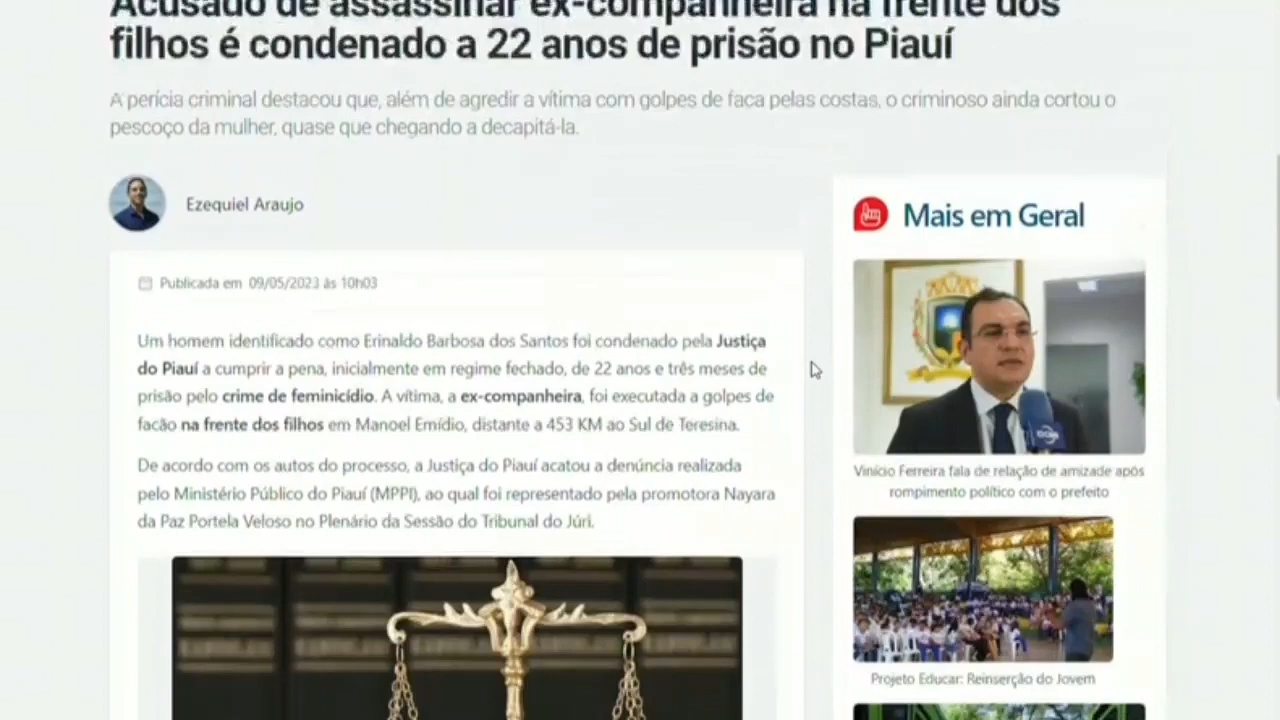 Acusado de assassinar ex-companheira na frente dos
filhos é condenado a 22 anos de prisão no Piauí
A perícia criminal destacou que, além de agredir a vítima com golpes de faca pelas costas, o criminoso ainda cortou o
pescoço da mulher, quase que chegando a decapitá-la.
Ezequiel Araujo
Publicada em 09/05/2023 às 10h03
Um homem identificado como Erinaldo Barbosa dos Santos foi condenado pela Justiça
do Piauí a cumprir a pena, inicialmente em regime fechado, de 22 anos e três meses de
prisão pelo crime de feminicídio. A vítima, a ex-companheira, foi executada a golpes de
facão na frente dos filhos em Manoel Emídio, distante a 453 KM ao Sul de Teresina.
De acordo com os autos do processo, a Justiça do Piauí acatou a denúncia realizada
pelo Ministério Público do Piauí (MPPI), ao qual foi representado pela promotora Nayara
da Paz Portela Veloso no Plenário da Sessão do Tribunal do Júri.
Mais em Geral
Vinício Ferreira fala de relação de amizade após
rompimento político com o prefeito
Projeto Educar: Reinserção do Jovem